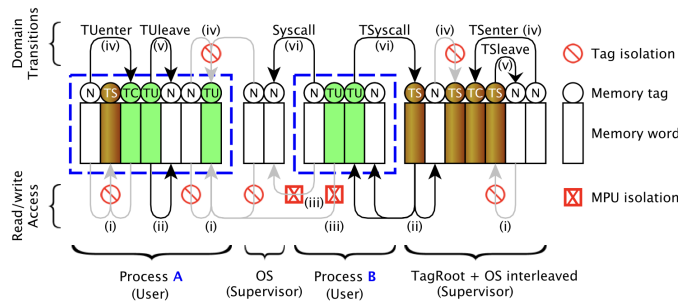 Domain
Transitions
TUenter TUleave (iv) Syscall TSyscall (iv) TSenter (iv)
(iv) (v) (vi) (vi) TSleave
(v)
Tag isolation
N TS TC TU N N TU N N N TU TU N TS N TS TC TS N N
Memory tag
Memory word
Read/write
Access
MPU isolation
(i) (ii) (i) (iii) (iii) (ii) (i)
Process A OS Process B TagRoot + OS interleaved
(User) (Supervisor) (User) (Supervisor)